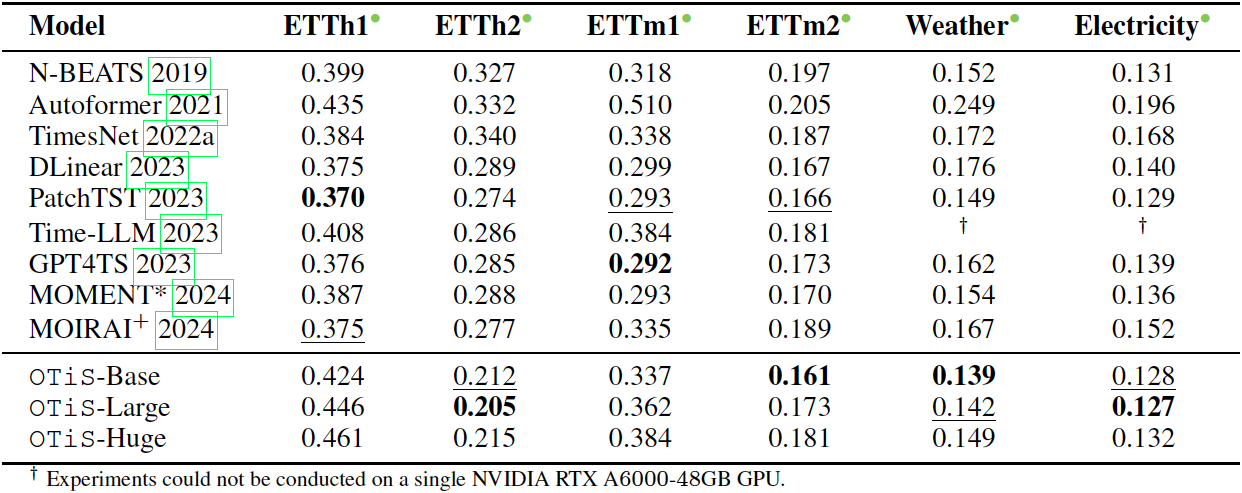 Model ETTh1• ETTh2• ETTm1• ETTm2• Weather• Electricity•
N-BEATS 2019 0.399 0.327 0.318 0.197 0.152 0.131
Autoformer 2021 0.435 0.332 0.510 0.205 0.249 0.196
TimesNet 2022a 0.384 0.340 0.338 0.187 0.172 0.168
DLinear 2023 0.375 0.289 0.299 0.167 0.176 0.140
PatchTST 2023 0.370 0.274 0.293 0.166 0.149 0.129
Time-LLM 2023 0.408 0.286 0.384 0.181 † †
GPT4TS 2023 0.376 0.285 0.292 0.173 0.162 0.139
MOMENT* 2024 0.387 0.288 0.293 0.170 0.154 0.136
MOIRAI+ 2024 0.375 0.277 0.335 0.189 0.167 0.152
OTiS-Base 0.424 0.212 0.337 0.161 0.139 0.128
OTiS-Large 0.446 0.205 0.362 0.173 0.142 0.127
OTiS-Huge 0.461 0.215 0.384 0.181 0.149 0.132
† Experiments could not be conducted on a single NVIDIA RTX A6000-48GB GPU.